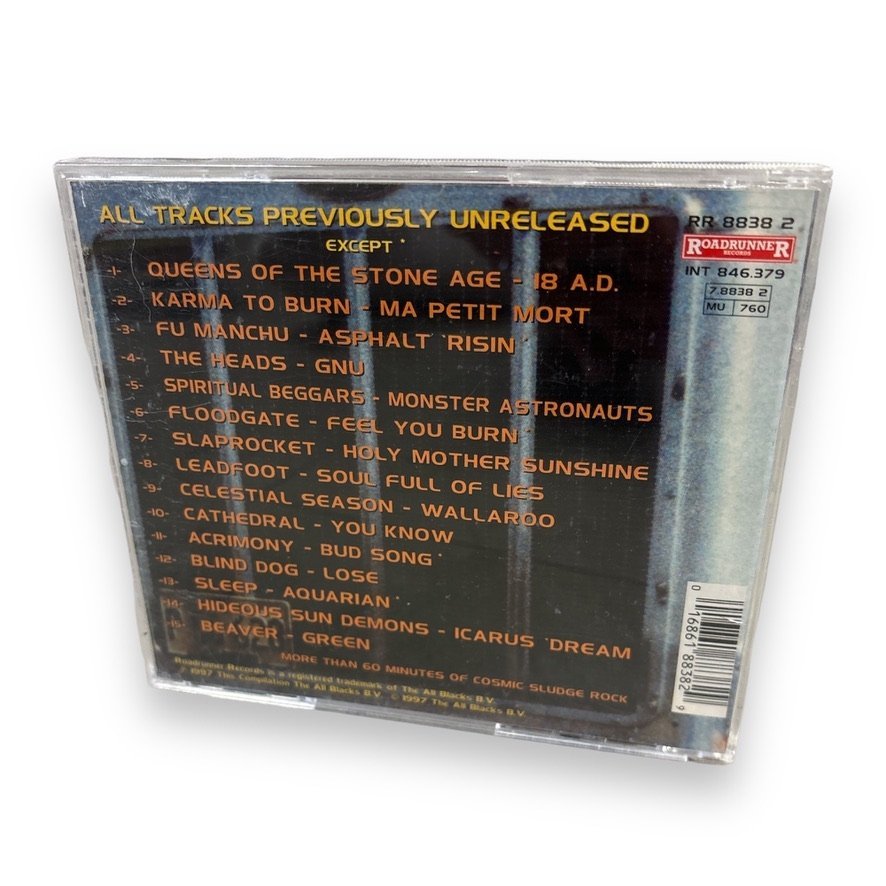 ALL TRACKS PREVIOUSLY UNRELEASED
EXCEPT *
-1- QUEENS OF THE STONE AGE - 18 A.D.
-2- KARMA TO BURN - MA PETIT MORT
-3- FU MANCHU - ASPHALT 'RISIN' *
-4- THE HEADS - GNU
-5- SPIRITUAL BEGGARS - MONSTER ASTRONAUTS
-6- FLOODGATE - FEEL YOU BURN *
-7- SLAPROCKET - HOLY MOTHER SUNSHINE
-8- LEADFOOT - SOUL FULL OF LIES
-9- CELESTIAL SEASON - WALLAROO
-10- CATHEDRAL - YOU KNOW
-11- ACRIMONY - BUD SONG *
-12- BLIND DOG - LOSE
-13- SLEEP - AQUARIAN *
-14- HIDEOUS SUN DEMONS - ICARUS 'DREAM
-15- BEAVER - GREEN
MORE THAN 60 MINUTES OF COSMIC SLUDGE ROCK
Roadrunner Records is a registered trademark of The All Blacks B.V.
℗ 1997 This Compilation The All Blacks B.V. © 1997 The All Blacks B.V.
RR 8838 2
ROADRUNNER
RECORDS
INT 846.379
7.8838 2
MU 760
0 16861 88382 9